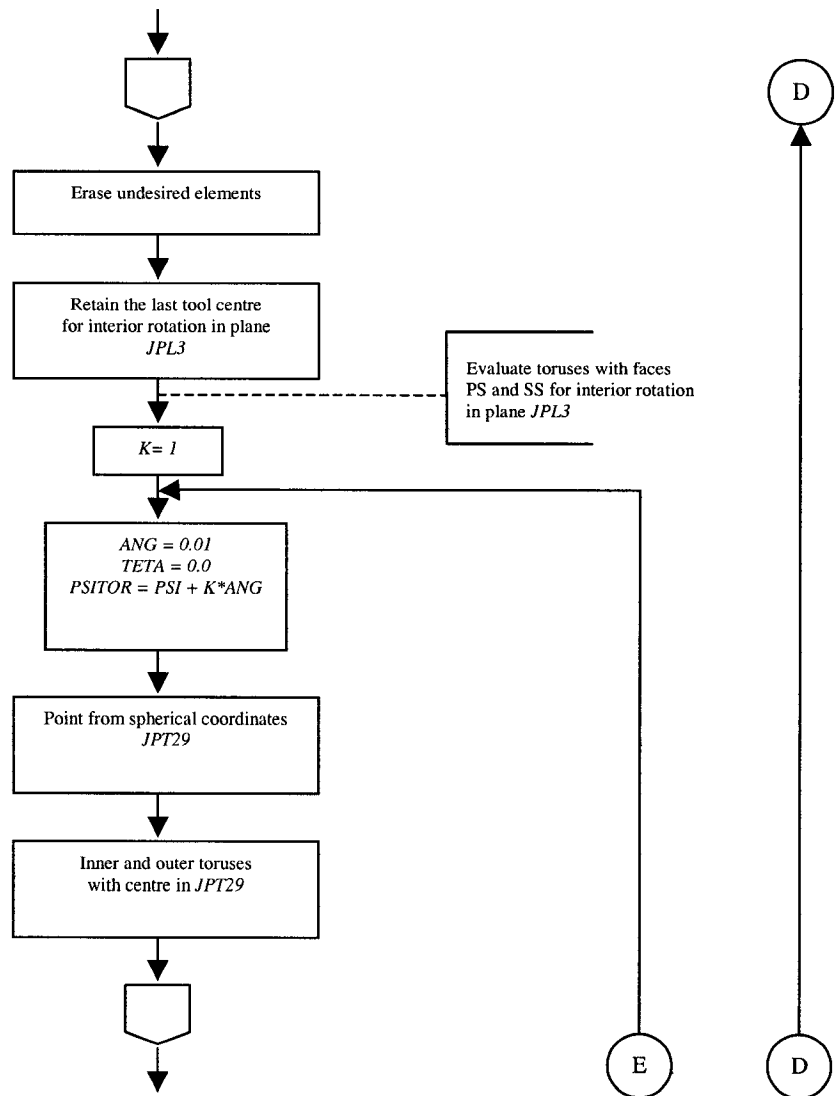 D
Erase undesired elements
Retain the last tool centre
for interior rotation in plane
JPL3
Evaluate toruses with faces
PS and SS for interior rotation
in plane JPL3
K= 1
ANG = 0.01
TETA = 0.0
PSITOR = PSI + K*ANG
Point from spherical coordinates
JPT29
Inner and outer toruses
with centre in JPT29
E
D